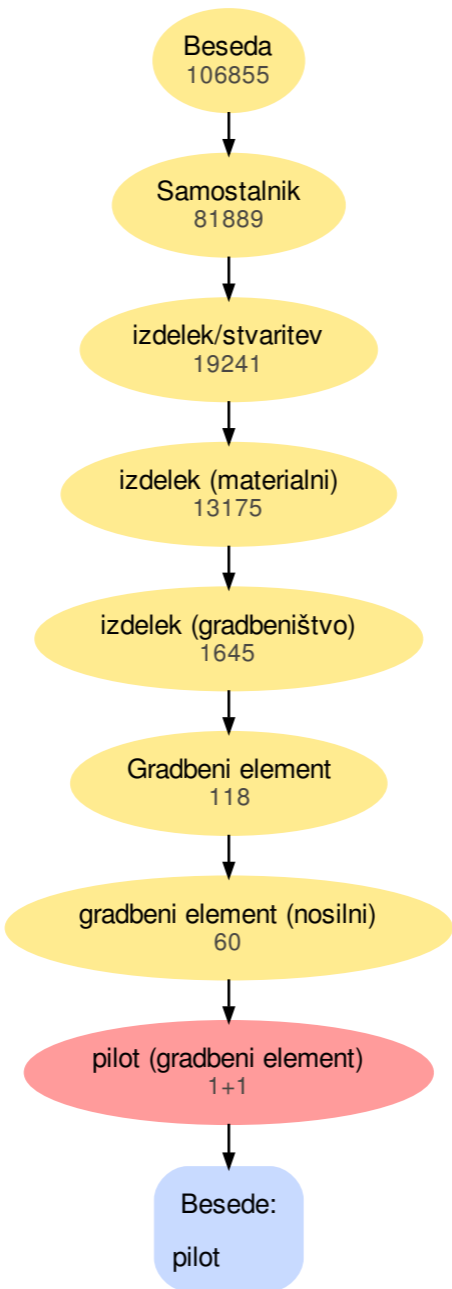 Beseda
106855
Samostalnik
81889
izdelek/stvaritev
19241
izdelek (materialni)
13175
izdelek (gradbeništvo)
1645
Gradbeni element
118
gradbeni element (nosilni)
60
pilot (gradbeni element)
1+1
Besede:
pilot